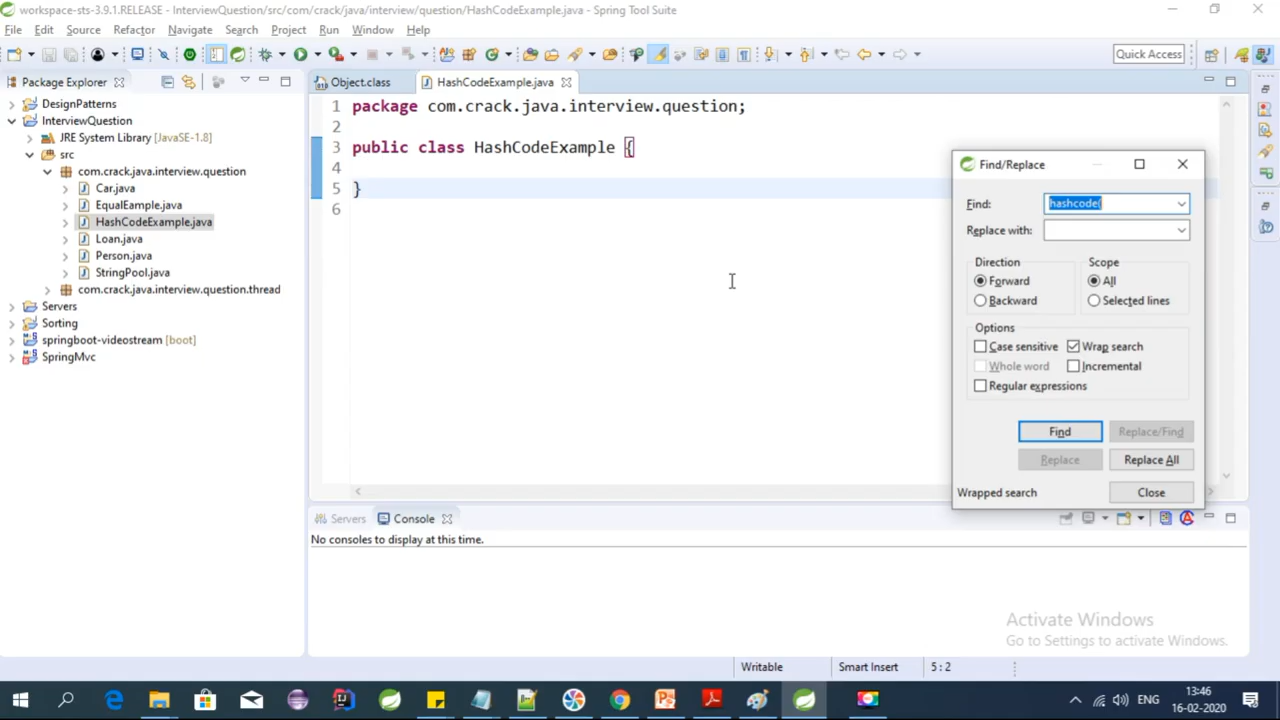 workspace-sts-3.9.1.RELEASE - InterviewQuestion/src/com/crack/java/interview/question/HashCodeExample.java - Spring Tool Suite
File Edit Source Refactor Navigate Search Project Run Window Help
Quick Access
Package Explorer
DesignPatterns
InterviewQuestion
JRE System Library [JavaSE-1.8]
src
com.crack.java.interview.question
Car.java
EqualEample.java
HashCodeExample.java
Loan.java
Person.java
StringPool.java
com.crack.java.interview.question.thread
Servers
Sorting
springboot-videostream [boot]
SpringMvc
Object.class HashCodeExample.java
1 package com.crack.java.interview.question;
2
3 public class HashCodeExample {
4
5 }
6
Find/Replace
Find: hashcode(
Replace with:
Direction Scope
Forward All
Backward Selected lines
Options
Case sensitive Wrap search
Whole word Incremental
Regular expressions
Find Replace/Find
Replace Replace All
Wrapped search Close
Servers Console
No consoles to display at this time.
Activate Windows
Go to Settings to activate Windows.
Writable Smart Insert 5 : 2
ENG 13:46
16-02-2020